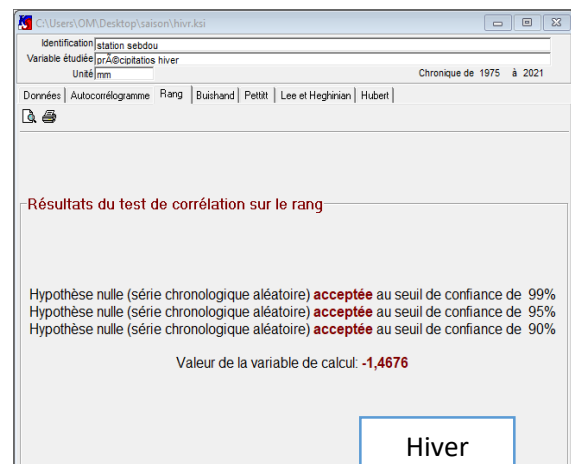 C:\Users\OM\Desktop\saison\hivr.ksi
Identification station sebdou
Variable étudiée prÃ©cipitatios hiver
Unité mm Chronique de 1975 à 2021
Données Autocorrélogramme Rang Buishand Pettitt Lee et Heghinian Hubert
Résultats du test de corrélation sur le rang
Hypothèse nulle (série chronologique aléatoire) acceptée au seuil de confiance de 99%
Hypothèse nulle (série chronologique aléatoire) acceptée au seuil de confiance de 95%
Hypothèse nulle (série chronologique aléatoire) acceptée au seuil de confiance de 90%
Valeur de la variable de calcul: -1,4676
Hiver